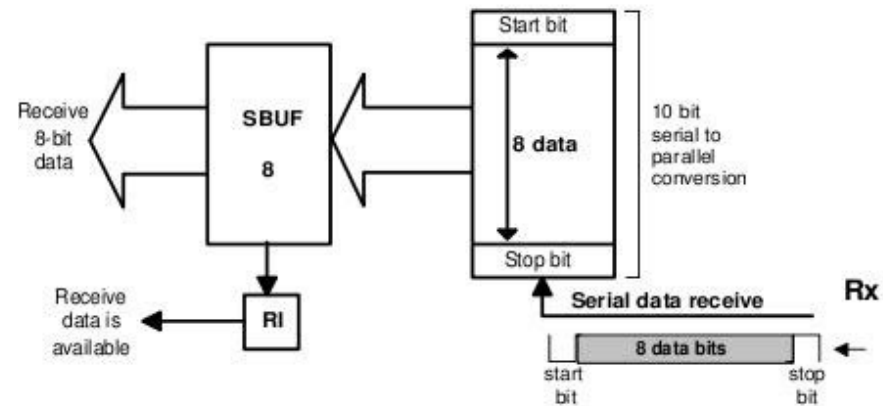 Start bit
Receive
8-bit
data
SBUF
8
8 data
10 bit
serial to
parallel
conversion
Stop bit
Receive
data is
available
RI
Serial data receive
Rx
8 data bits
start
bit
stop
bit